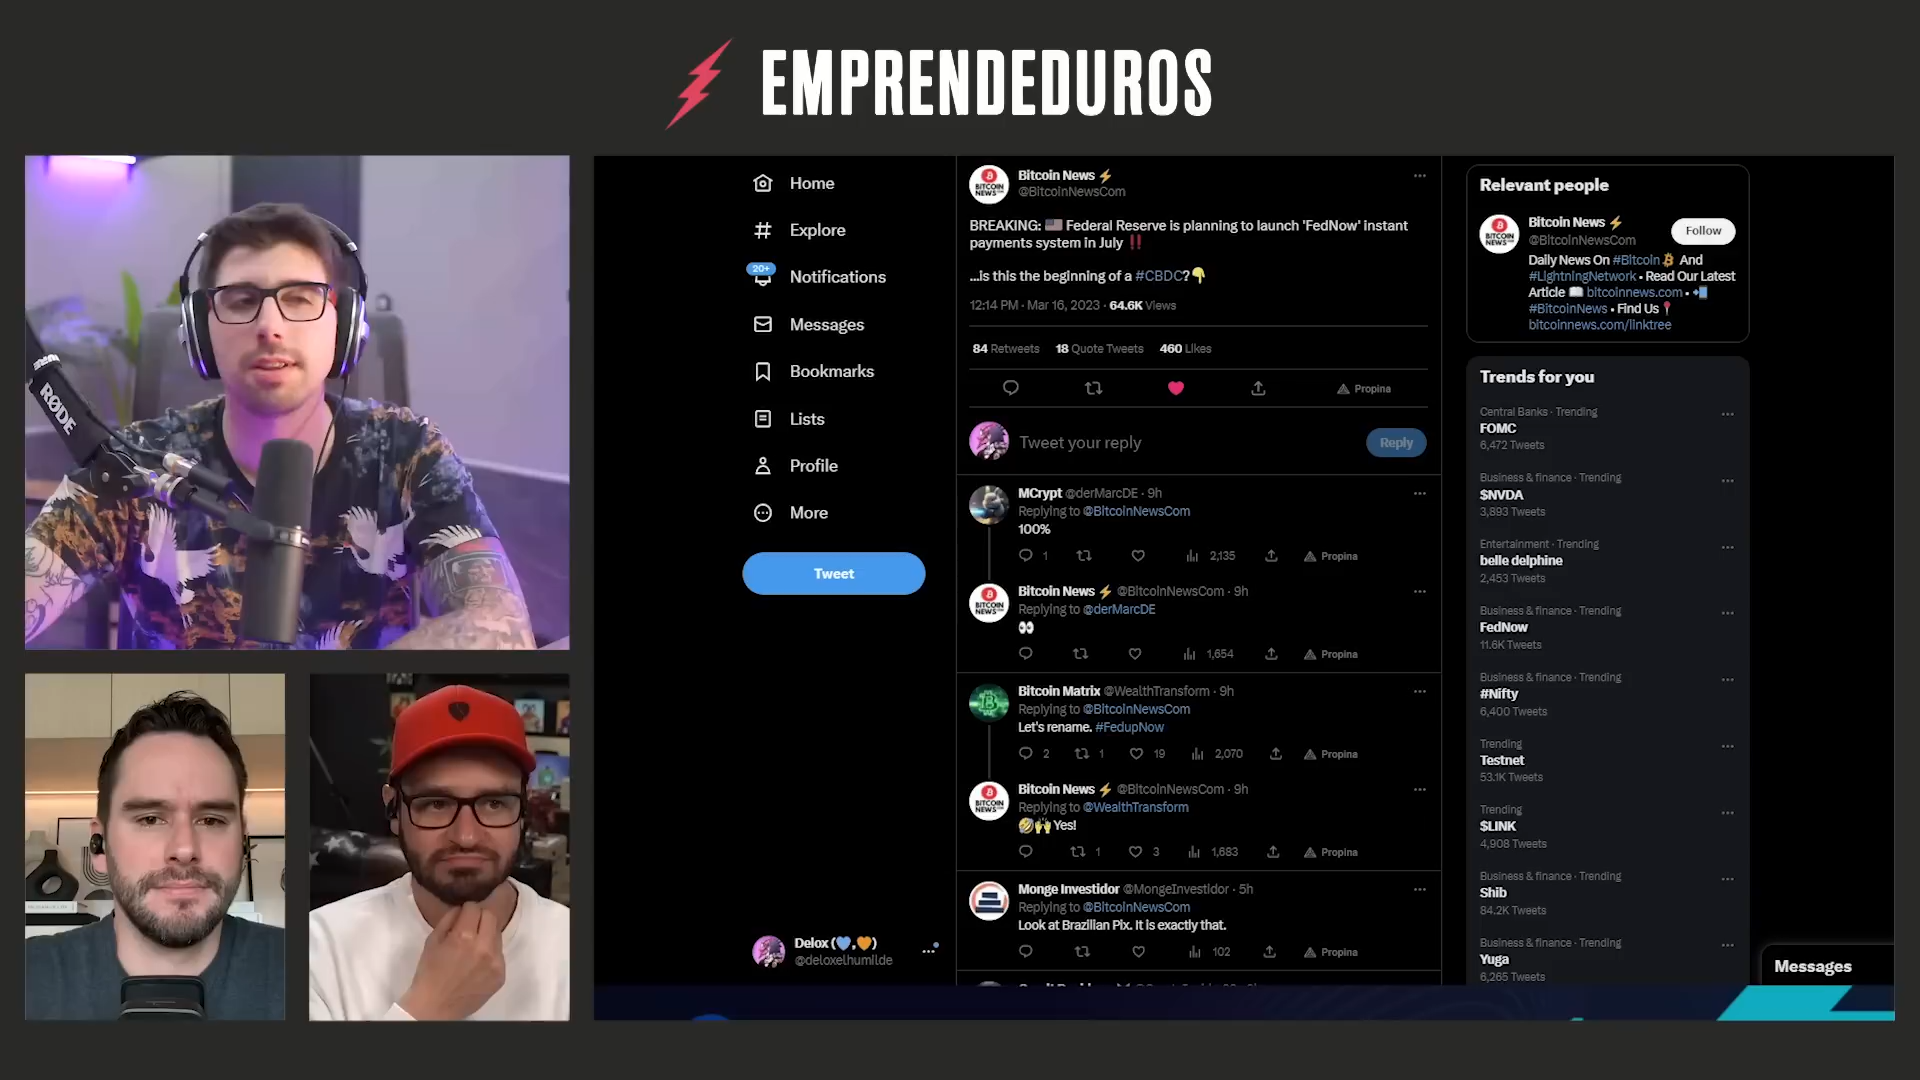 EMPRENDEDUROS
RØDE
Home
Explore
20+
Notifications
Messages
Bookmarks
Lists
Profile
More
Tweet
Delox (💙,🧡)
@deloxelhumilde
BITCOIN NEWS
Bitcoin News ⚡
@BitcoinNewsCom
BREAKING: 🇺🇸 Federal Reserve is planning to launch 'FedNow' instant
payments system in July ‼️
...is this the beginning of a #CBDC?👇
12:14 PM · Mar 16, 2023 · 64.6K Views
84 Retweets 18 Quote Tweets 460 Likes
Propina
Tweet your reply
Reply
MCrypt @derMarcDE · 9h
Replying to @BitcoinNewsCom
100%
1 2,135 Propina
BITCOIN NEWS
Bitcoin News ⚡ @BitcoinNewsCom · 9h
Replying to @derMarcDE
👀
1,654 Propina
Bitcoin Matrix @WealthTransform · 9h
Replying to @BitcoinNewsCom
Let's rename. #FedupNow
2 1 19 2,070 Propina
BITCOIN NEWS
Bitcoin News ⚡ @BitcoinNewsCom · 9h
Replying to @WealthTransform
🤣🙌 Yes!
1 3 1,683 Propina
Monge Investidor @MongeInvestidor · 5h
Replying to @BitcoinNewsCom
Look at Brazilian Pix. It is exactly that.
102 Propina
Relevant people
BITCOIN NEWS
Bitcoin News ⚡
@BitcoinNewsCom
Follow
Daily News On #Bitcoin ₿ And
#LightningNetwork • Read Our Latest
Article 📖 bitcoinnews.com • 📲
#BitcoinNews • Find Us📍
bitcoinnews.com/linktree
Trends for you
Central Banks · Trending
FOMC
6,472 Tweets
Business & finance · Trending
$NVDA
3,893 Tweets
Entertainment · Trending
belle delphine
2,453 Tweets
Business & finance · Trending
FedNow
11.6K Tweets
Business & finance · Trending
#Nifty
6,400 Tweets
Trending
Testnet
53.1K Tweets
Trending
$LINK
4,908 Tweets
Business & finance · Trending
Shib
84.2K Tweets
Business & finance · Trending
Yuga
6,265 Tweets
Messages